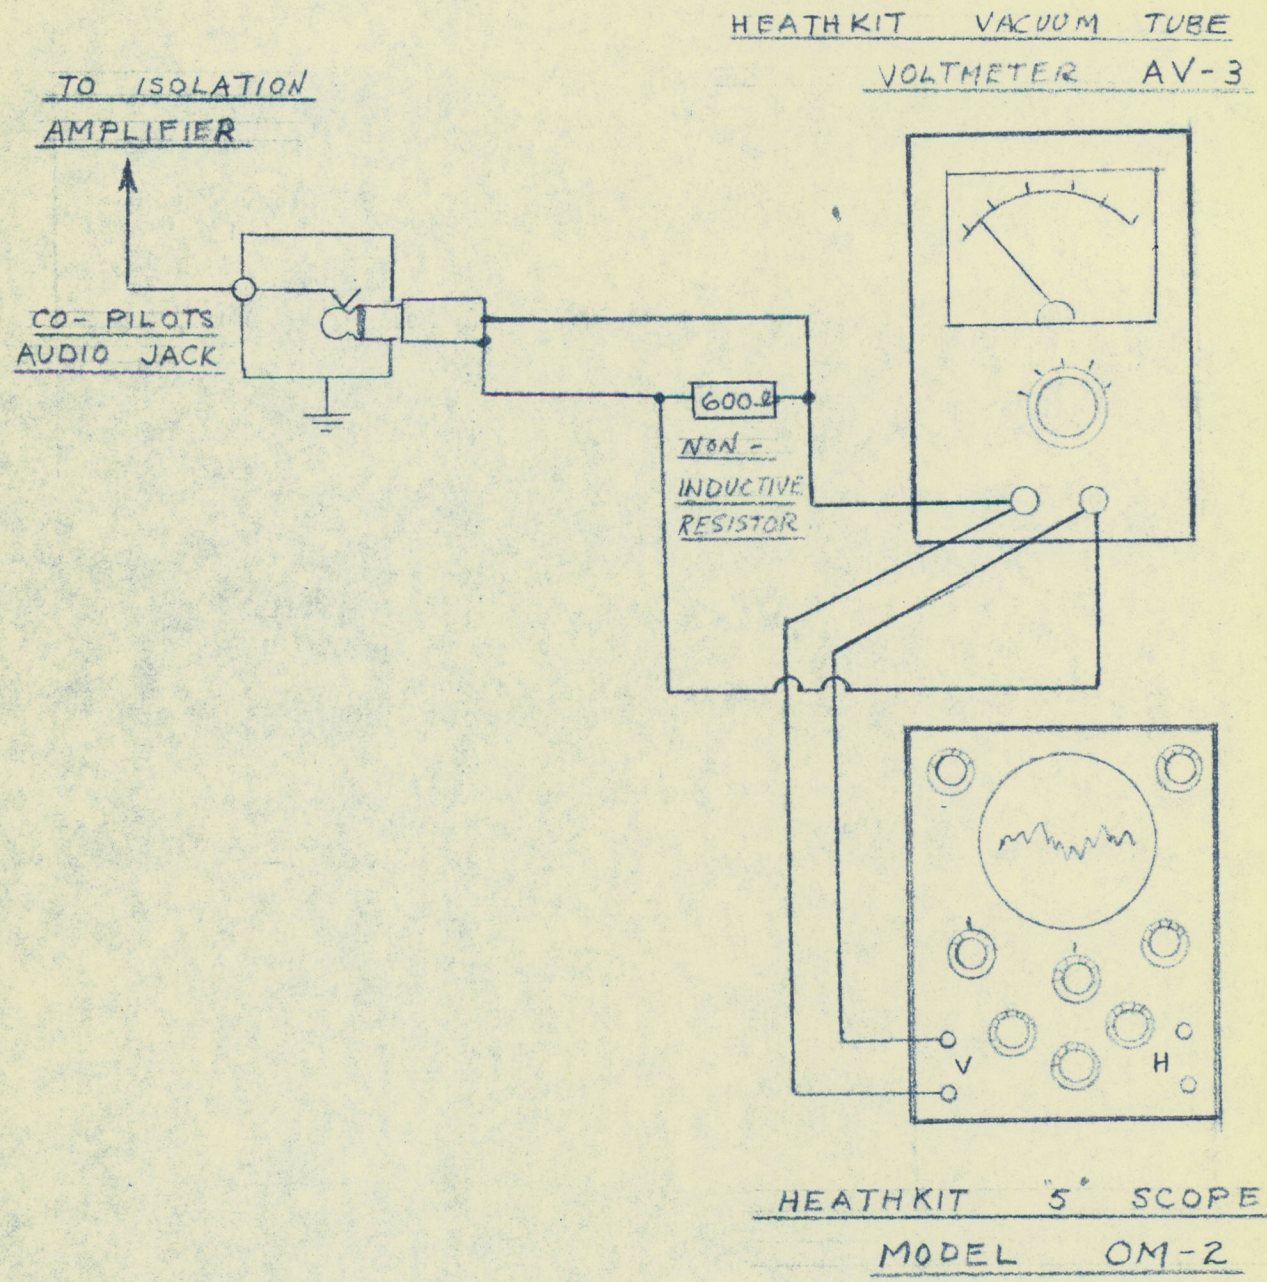 HEATHKIT VACUUM TUBE
VOLTMETER AV-3
TO ISOLATION
AMPLIFIER
CO-PILOTS
AUDIO JACK
600Ω
NON-
INDUCTIVE
RESISTOR
V
H
HEATHKIT "5" SCOPE
MODEL OM-2